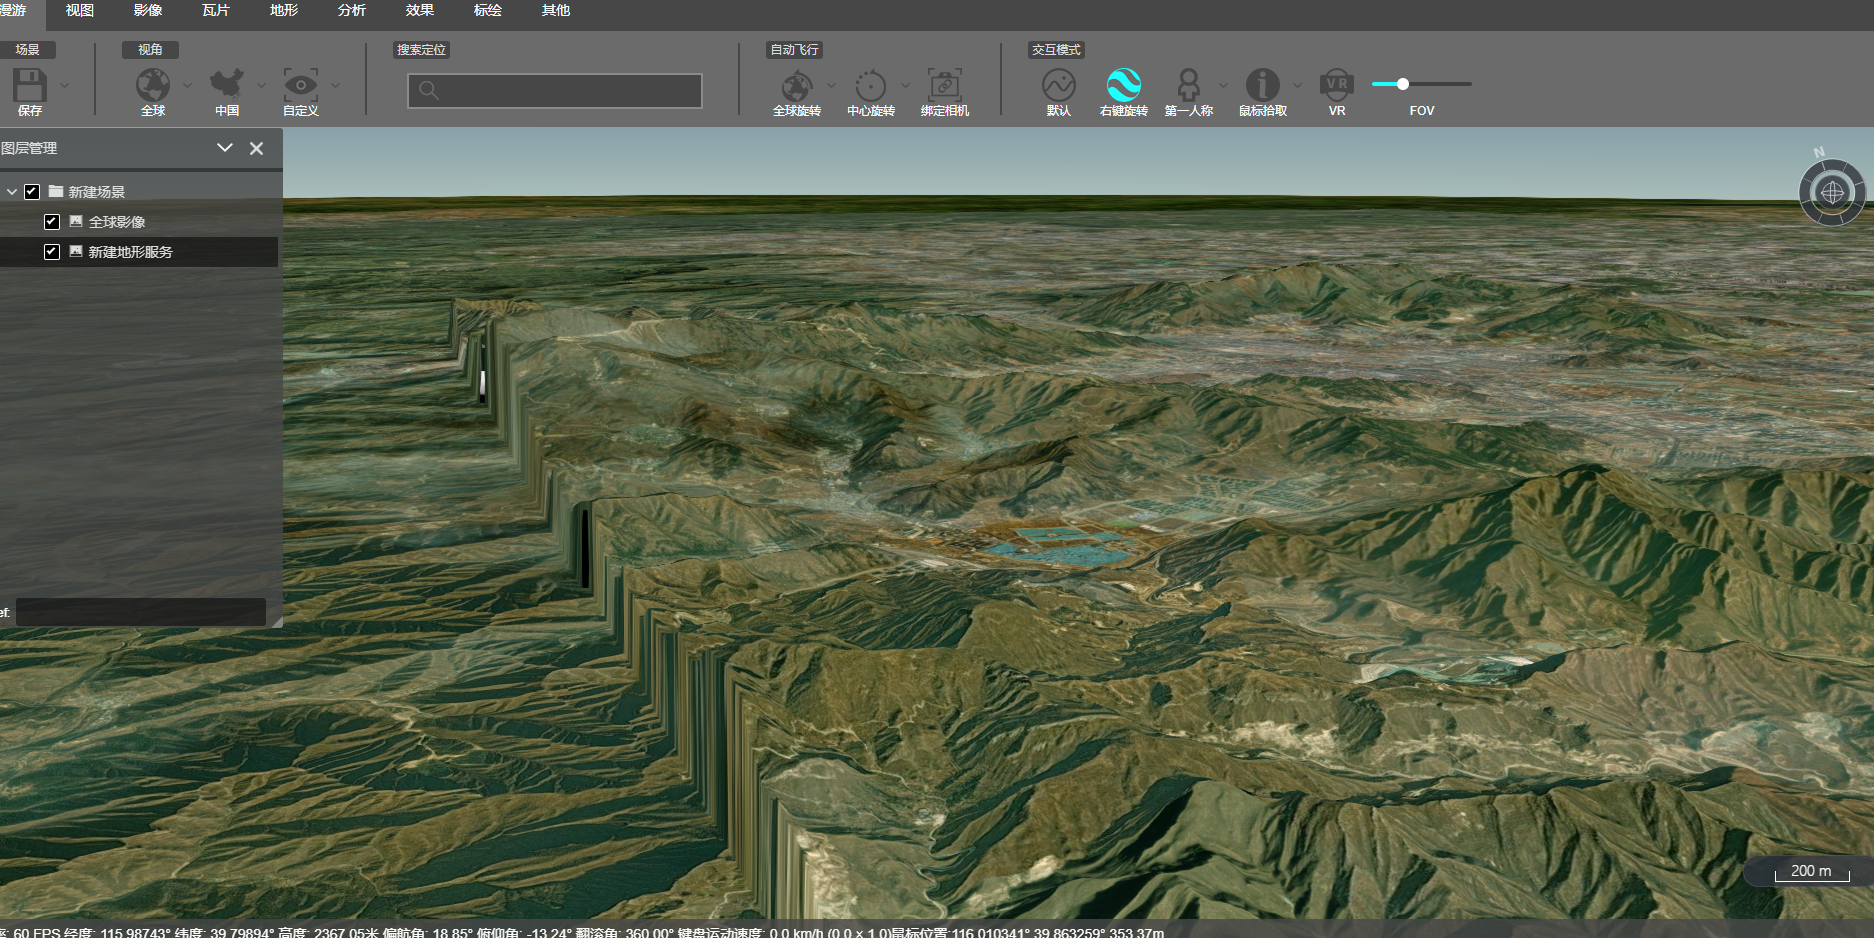 漫游 视图 影像 瓦片 地形 分析 效果 标绘 其他
场景 视角 搜索定位 自动飞行 交互模式
保存 全球 中国 自定义 全球旋转 中心旋转 绑定相机 默认 右键旋转 第一人称 鼠标拾取 VR FOV
图层管理
N
新建场景
全球影像
新建地形服务
ef:
200 m
率: 60 FPS 经度: 115.98743° 纬度: 39.79894° 高度: 2367.05米 偏航角: 18.85° 俯仰角: -13.24° 翻滚角: 360.00° 键盘运动速度: 0.0 km/h (0.0 × 1.0)鼠标位置:116.010341° 39.863259° 353.37m